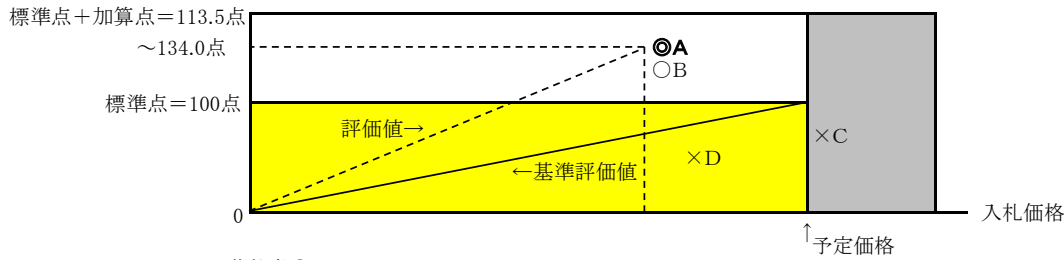 標準点+加算点=113.5点
~134.0点
◎A
○B
標準点=100点
評価値→
×C
×D
←基準評価値
0
入札価格
↑予定価格